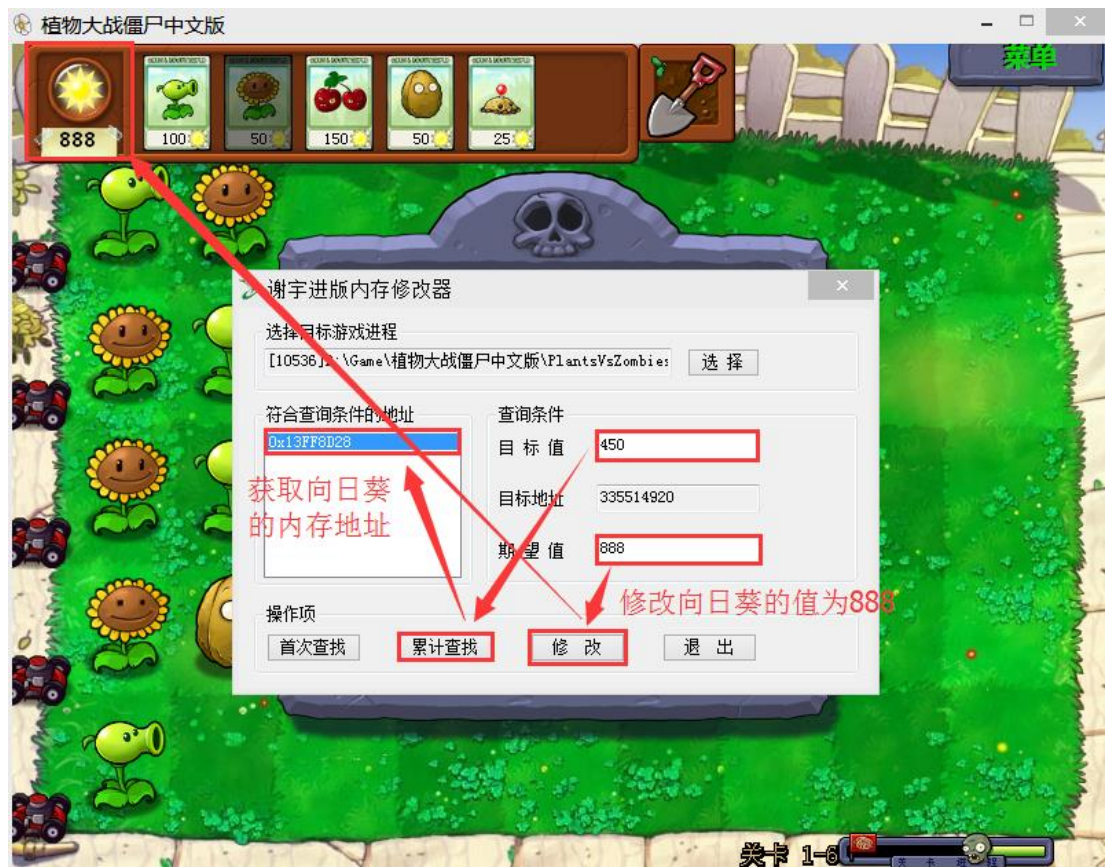 植物大战僵尸中文版
菜单
888
100
50
150
50
25
谢宇进版内存修改器
选择目标游戏进程
[10536]D:\Game\植物大战僵尸中文版\PlantsVsZombies
选 择
符合查询条件的地址
0x13FF8D28
查询条件
目 标 值
450
目标地址
335514920
期 望 值
888
获取向日葵
的内存地址
修改向日葵的值为888
操作项
首次查找
累计查找
修 改
退 出
关卡 1-6
关 卡 进 程